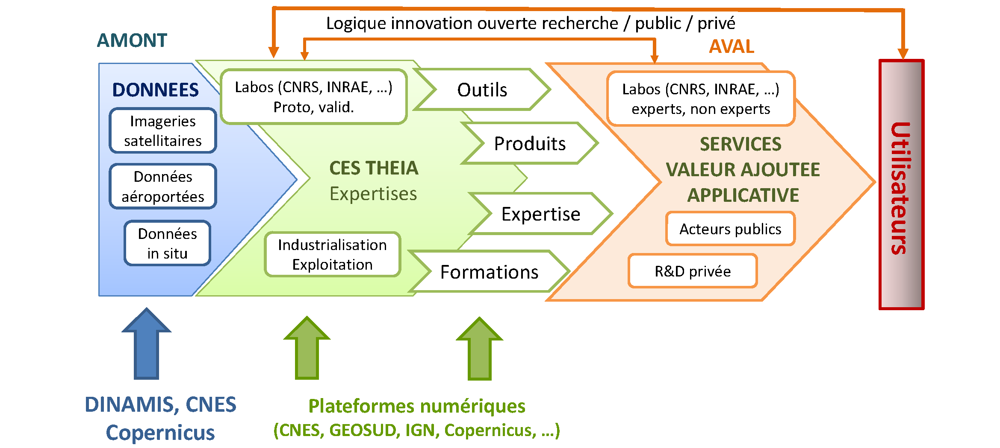 Logique innovation ouverte recherche / public / privé
AMONT
AVAL
DONNEES
Imageries
satellitaires
Données
aéroportées
Données
in situ
Labos (CNRS, INRAE, …)
Proto, valid.
CES THEIA
Expertises
Industrialisation
Exploitation
Outils
Produits
Expertise
Formations
Labos (CNRS, INRAE, …)
experts, non experts
SERVICES
VALEUR AJOUTEE
APPLICATIVE
Acteurs publics
R&D privée
Utilisateurs
DINAMIS, CNES
Copernicus
Plateformes numériques
(CNES, GEOSUD, IGN, Copernicus, …)